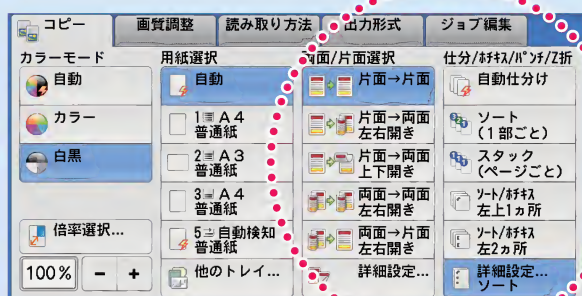 コピー
画質調整
読み取り方法
出力形式
ジョブ編集
カラーモード
自動
カラー
白黒
倍率選択...
100% - +
用紙選択
自動
1 A4
普通紙
2 A3
普通紙
3 A4
普通紙
5 自動検知
普通紙
他のトレイ...
両面/片面選択
片面→片面
片面→両面
左右開き
片面→両面
上下開き
両面→両面
左右開き
両面→片面
左右開き
詳細設定...
仕分/ホチキス/パンチ/Z折
自動仕分け
ソート
(1部ごと)
スタック
(ページごと)
ソート/ホチキス
左上1ヵ所
ソート/ホチキス
左2ヵ所
詳細設定...
ソート